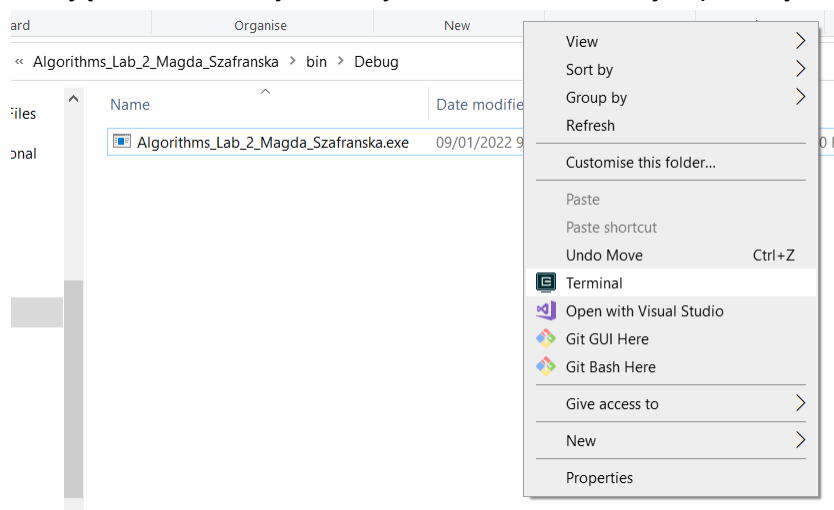 ard
Organise
New
« Algorithms_Lab_2_Magda_Szafranska > bin > Debug
Files
onal
Name
Date modifie
Algorithms_Lab_2_Magda_Szafranska.exe
09/01/2022 9
View
Sort by
Group by
Refresh
Customise this folder...
Paste
Paste shortcut
Undo Move Ctrl+Z
Terminal
Open with Visual Studio
Git GUI Here
Git Bash Here
Give access to
New
Properties